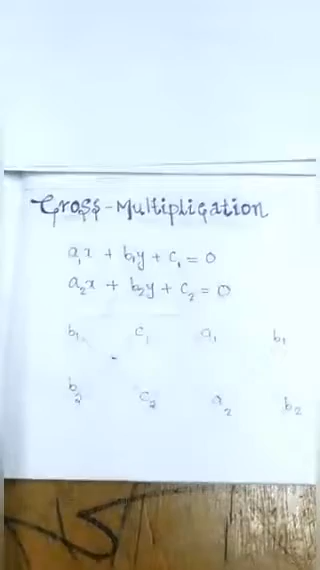 Cross-Multiplication
a₁x + b₁y + c₁ = 0
a₂x + b₂y + c₂ = 0
b₁ c₁ a₁ b₁
b₂ c₂ a₂ b₂